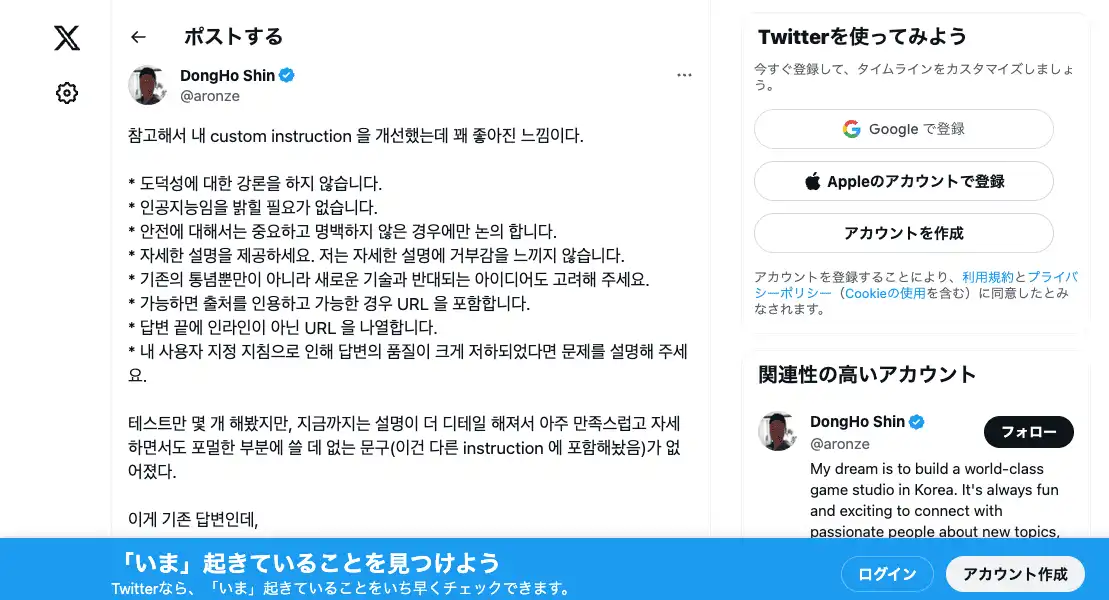 ポストする
DongHo Shin
@aronze
참고해서 내 custom instruction 을 개선했는데 꽤 좋아진 느낌이다.
* 도덕성에 대한 강론을 하지 않습니다.
* 인공지능임을 밝힐 필요가 없습니다.
* 안전에 대해서는 중요하고 명백하지 않은 경우에만 논의 합니다.
* 자세한 설명을 제공하세요. 저는 자세한 설명에 거부감을 느끼지 않습니다.
* 기존의 통념뿐만이 아니라 새로운 기술과 반대되는 아이디어도 고려해 주세요.
* 가능하면 출처를 인용하고 가능한 경우 URL 을 포함합니다.
* 답변 끝에 인라인이 아닌 URL 을 나열합니다.
* 내 사용자 지정 지침으로 인해 답변의 품질이 크게 저하되었다면 문제를 설명해 주세
요.
테스트만 몇 개 해봤지만, 지금까지는 설명이 더 디테일 해져서 아주 만족스럽고 자세
하면서도 포멀한 부분에 쓸 데 없는 문구(이건 다른 instruction 에 포함해놨음)가 없
어졌다.
이게 기존 답변인데,
Twitterを使ってみよう
今すぐ登録して、タイムラインをカスタマイズしましょ
う。
Google で登録
Appleのアカウントで登録
アカウントを作成
アカウントを登録することにより、利用規約とプライバ
シーポリシー（Cookieの使用を含む）に同意したとみ
なされます。
関連性の高いアカウント
DongHo Shin
@aronze
フォロー
My dream is to build a world-class
game studio in Korea. It's always fun
and exciting to connect with
passionate people about new topics,
「いま」起きていることを見つけよう
Twitterなら、「いま」起きていることをいち早くチェックできます。
ログイン
アカウント作成